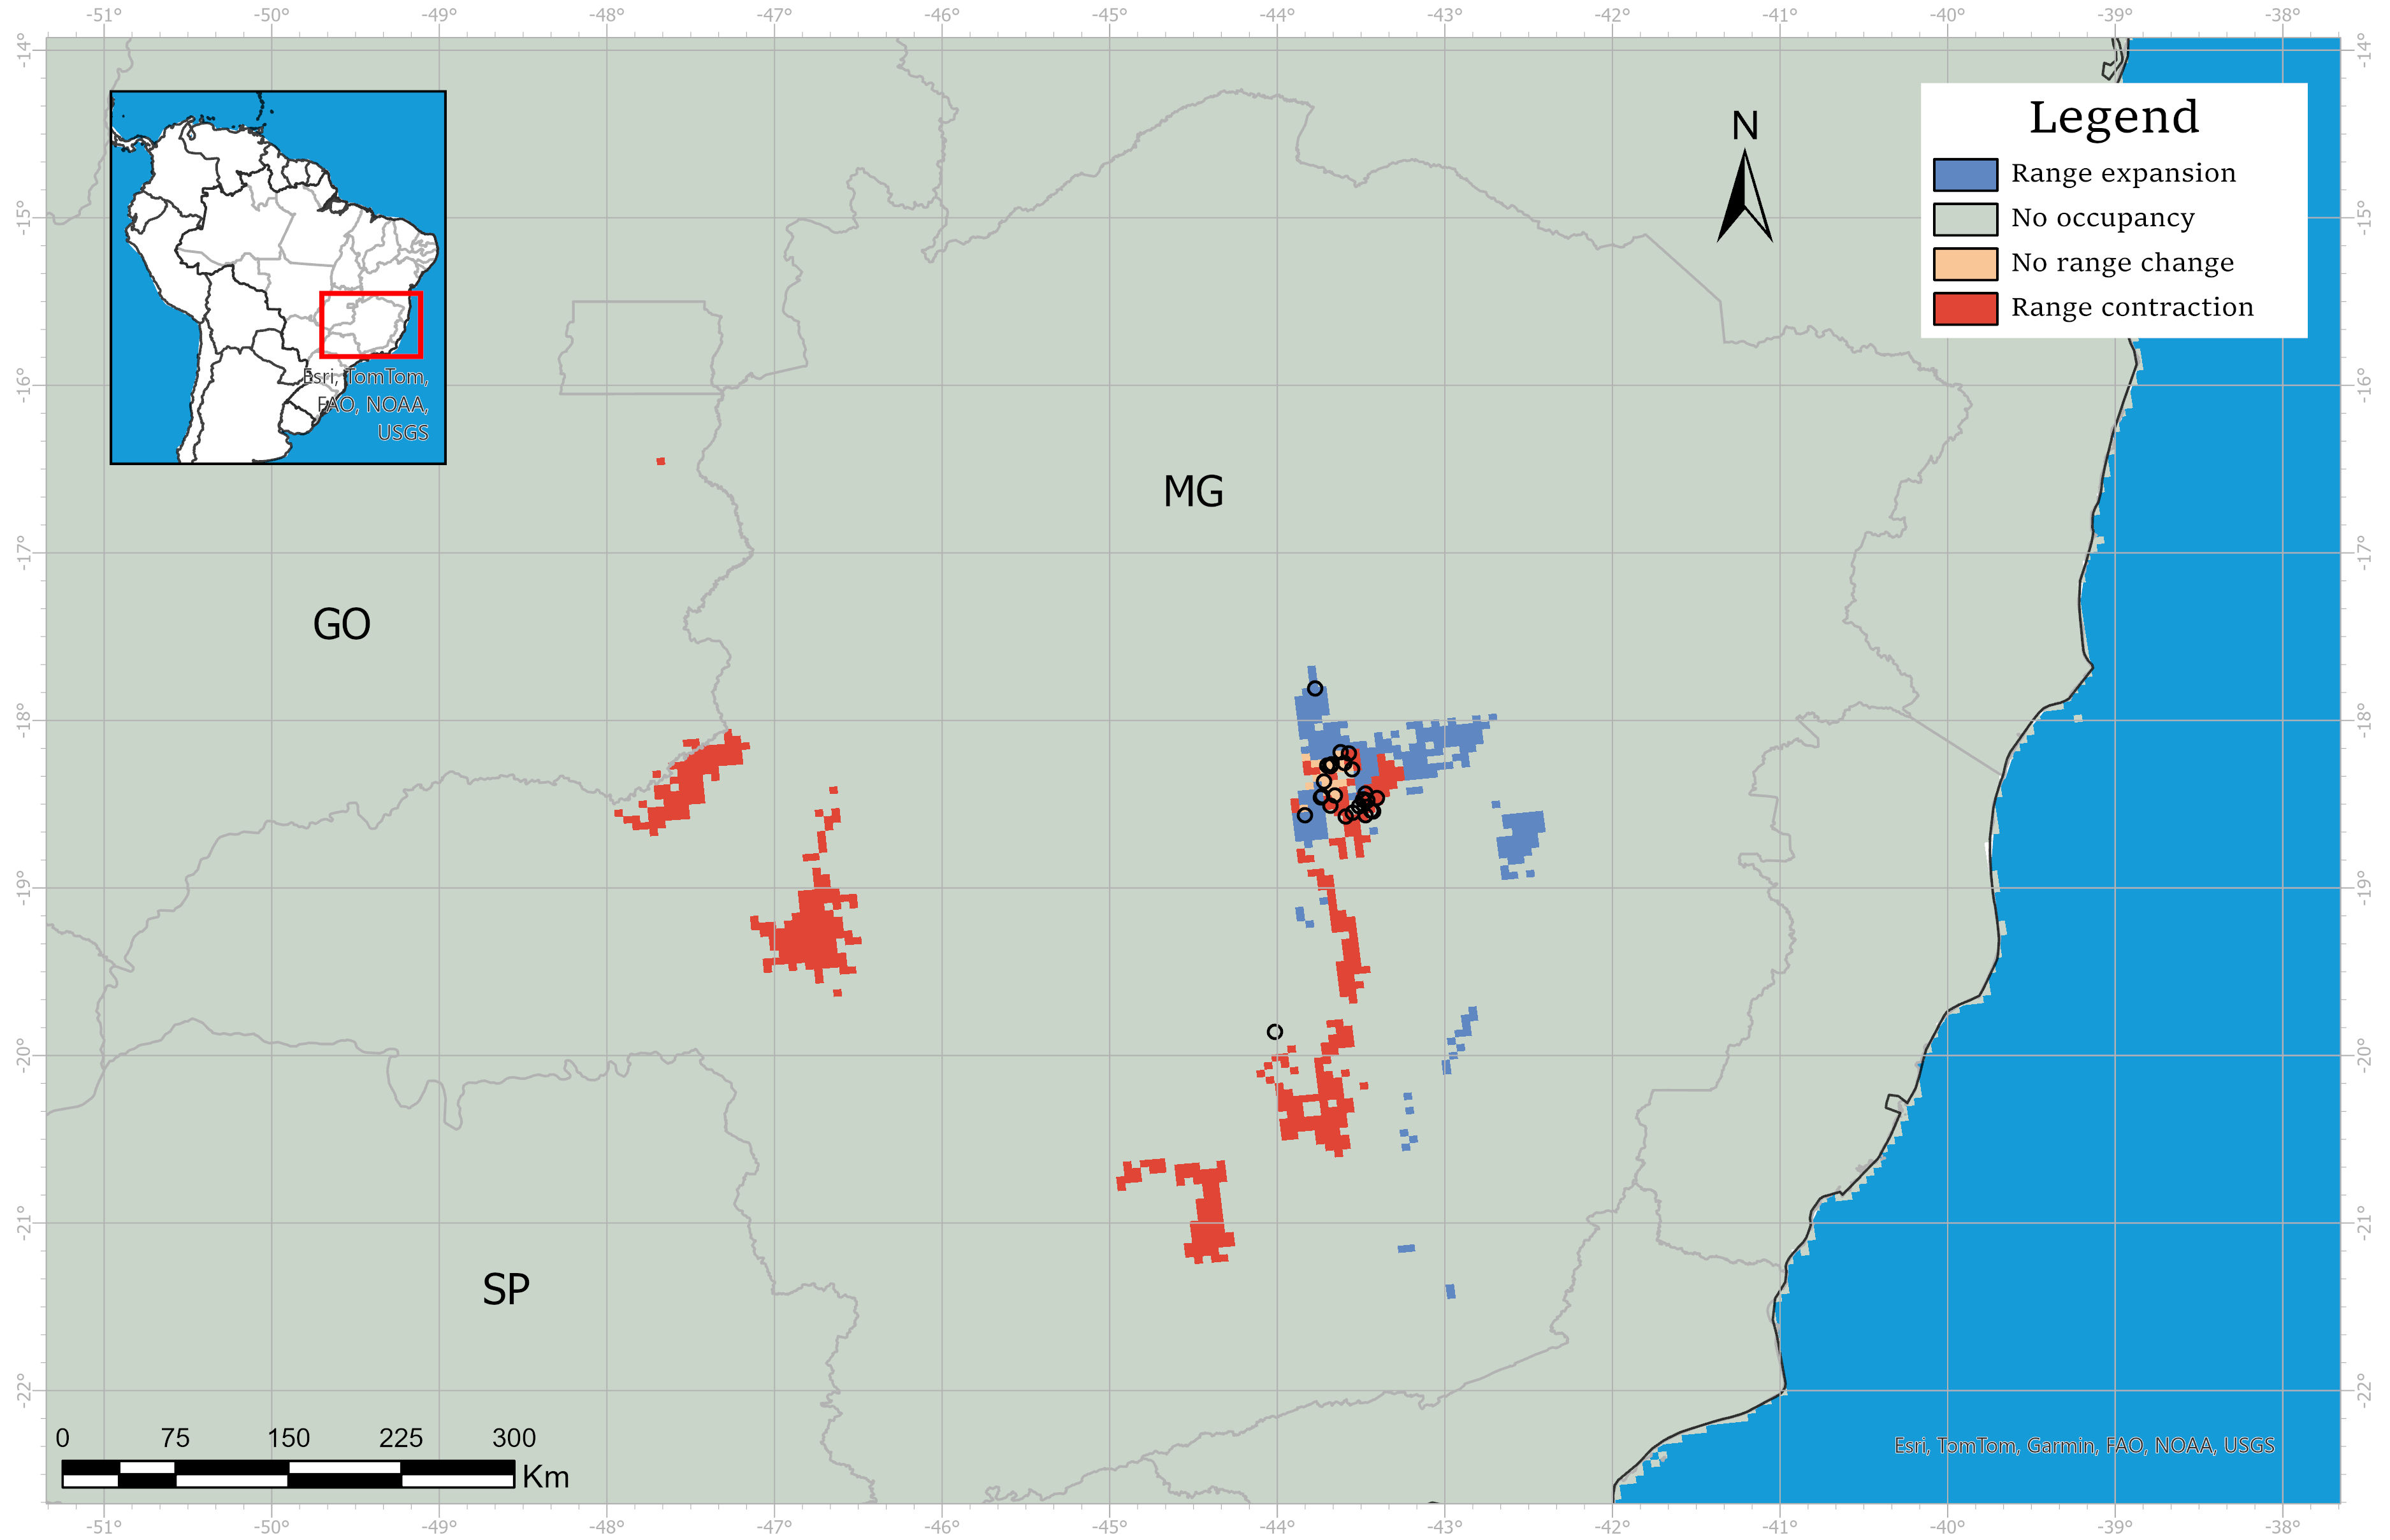 -51° -50° -49° -48° -47° -46° -45° -44° -43° -42° -41° -40° -39° -38°
-14° -14°
N
Legend
Range expansion
No occupancy
No range change
Range contraction
-15° -15°
Esri, TomTom,
FAO, NOAA,
USGS
-16° -16°
MG
-17° -17°
GO
-18° -18°
-19° -19°
-20° -20°
-21° -21°
SP
-22° -22°
0 75 150 225 300
Km
Esri, TomTom, Garmin, FAO, NOAA, USGS
-51° -50° -49° -48° -47° -46° -45° -44° -43° -42° -41° -40° -39° -38°